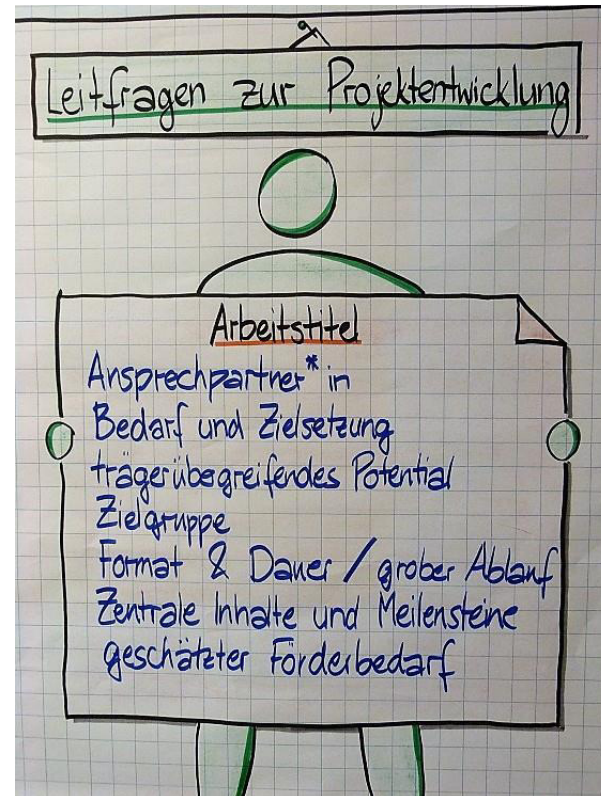 Leitfragen zur Projektentwicklung
Arbeitstitel
Ansprechpartner*in
Bedarf und Zielsetzung
trägerübegreifendes Potential
Zielgruppe
Format & Dauer / grober Ablauf
Zentrale Inhalte und Meilensteine
geschätzter Förderbedarf